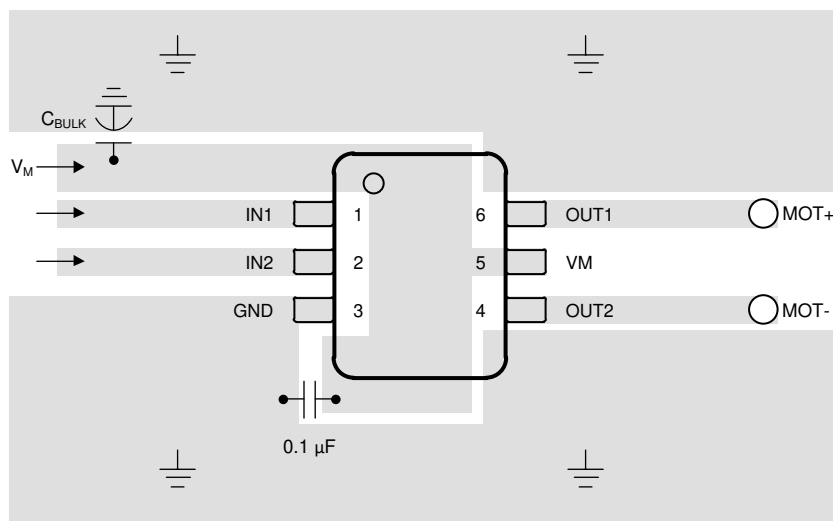 C_BULK
V_M
IN1 1 6 OUT1 MOT+
IN2 2 5 VM
GND 3 4 OUT2 MOT-
0.1 µF